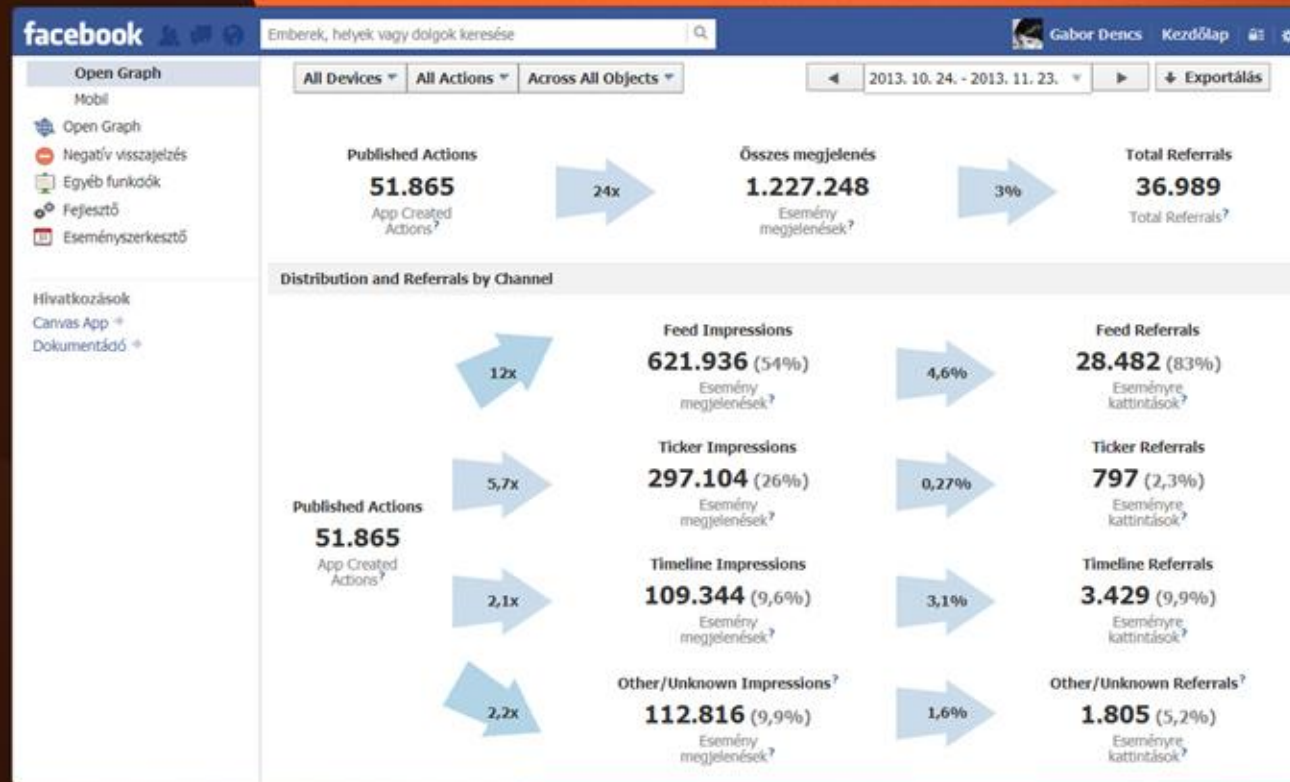 facebook
Emberek, helyek vagy dolgok keresése
Gabor Dencs Kezdőlap
Open Graph
Mobil
Open Graph
Negatív visszajelzés
Egyéb funkciók
Fejlesztő
Eseményszerkesztő
Hivatkozások
Canvas App
Dokumentáció
All Devices All Actions Across All Objects
2013. 10. 24. - 2013. 11. 23.
Exportálás
Published Actions
51.865
App Created
Actions?
24x
Összes megjelenés
1.227.248
Esemény
megjelenések?
3%
Total Referrals
36.989
Total Referrals?
Distribution and Referrals by Channel
Published Actions
51.865
App Created
Actions?
12x
Feed Impressions
621.936 (54%)
Esemény
megjelenések?
4,6%
Feed Referrals
28.482 (83%)
Eseményre
kattintások?
5,7x
Ticker Impressions
297.104 (26%)
Esemény
megjelenések?
0,27%
Ticker Referrals
797 (2,3%)
Eseményre
kattintások?
2,1x
Timeline Impressions
109.344 (9,6%)
Esemény
megjelenések?
3,1%
Timeline Referrals
3.429 (9,9%)
Eseményre
kattintások?
2,2x
Other/Unknown Impressions?
112.816 (9,9%)
Esemény
megjelenések?
1,6%
Other/Unknown Referrals?
1.805 (5,2%)
Eseményre
kattintások?